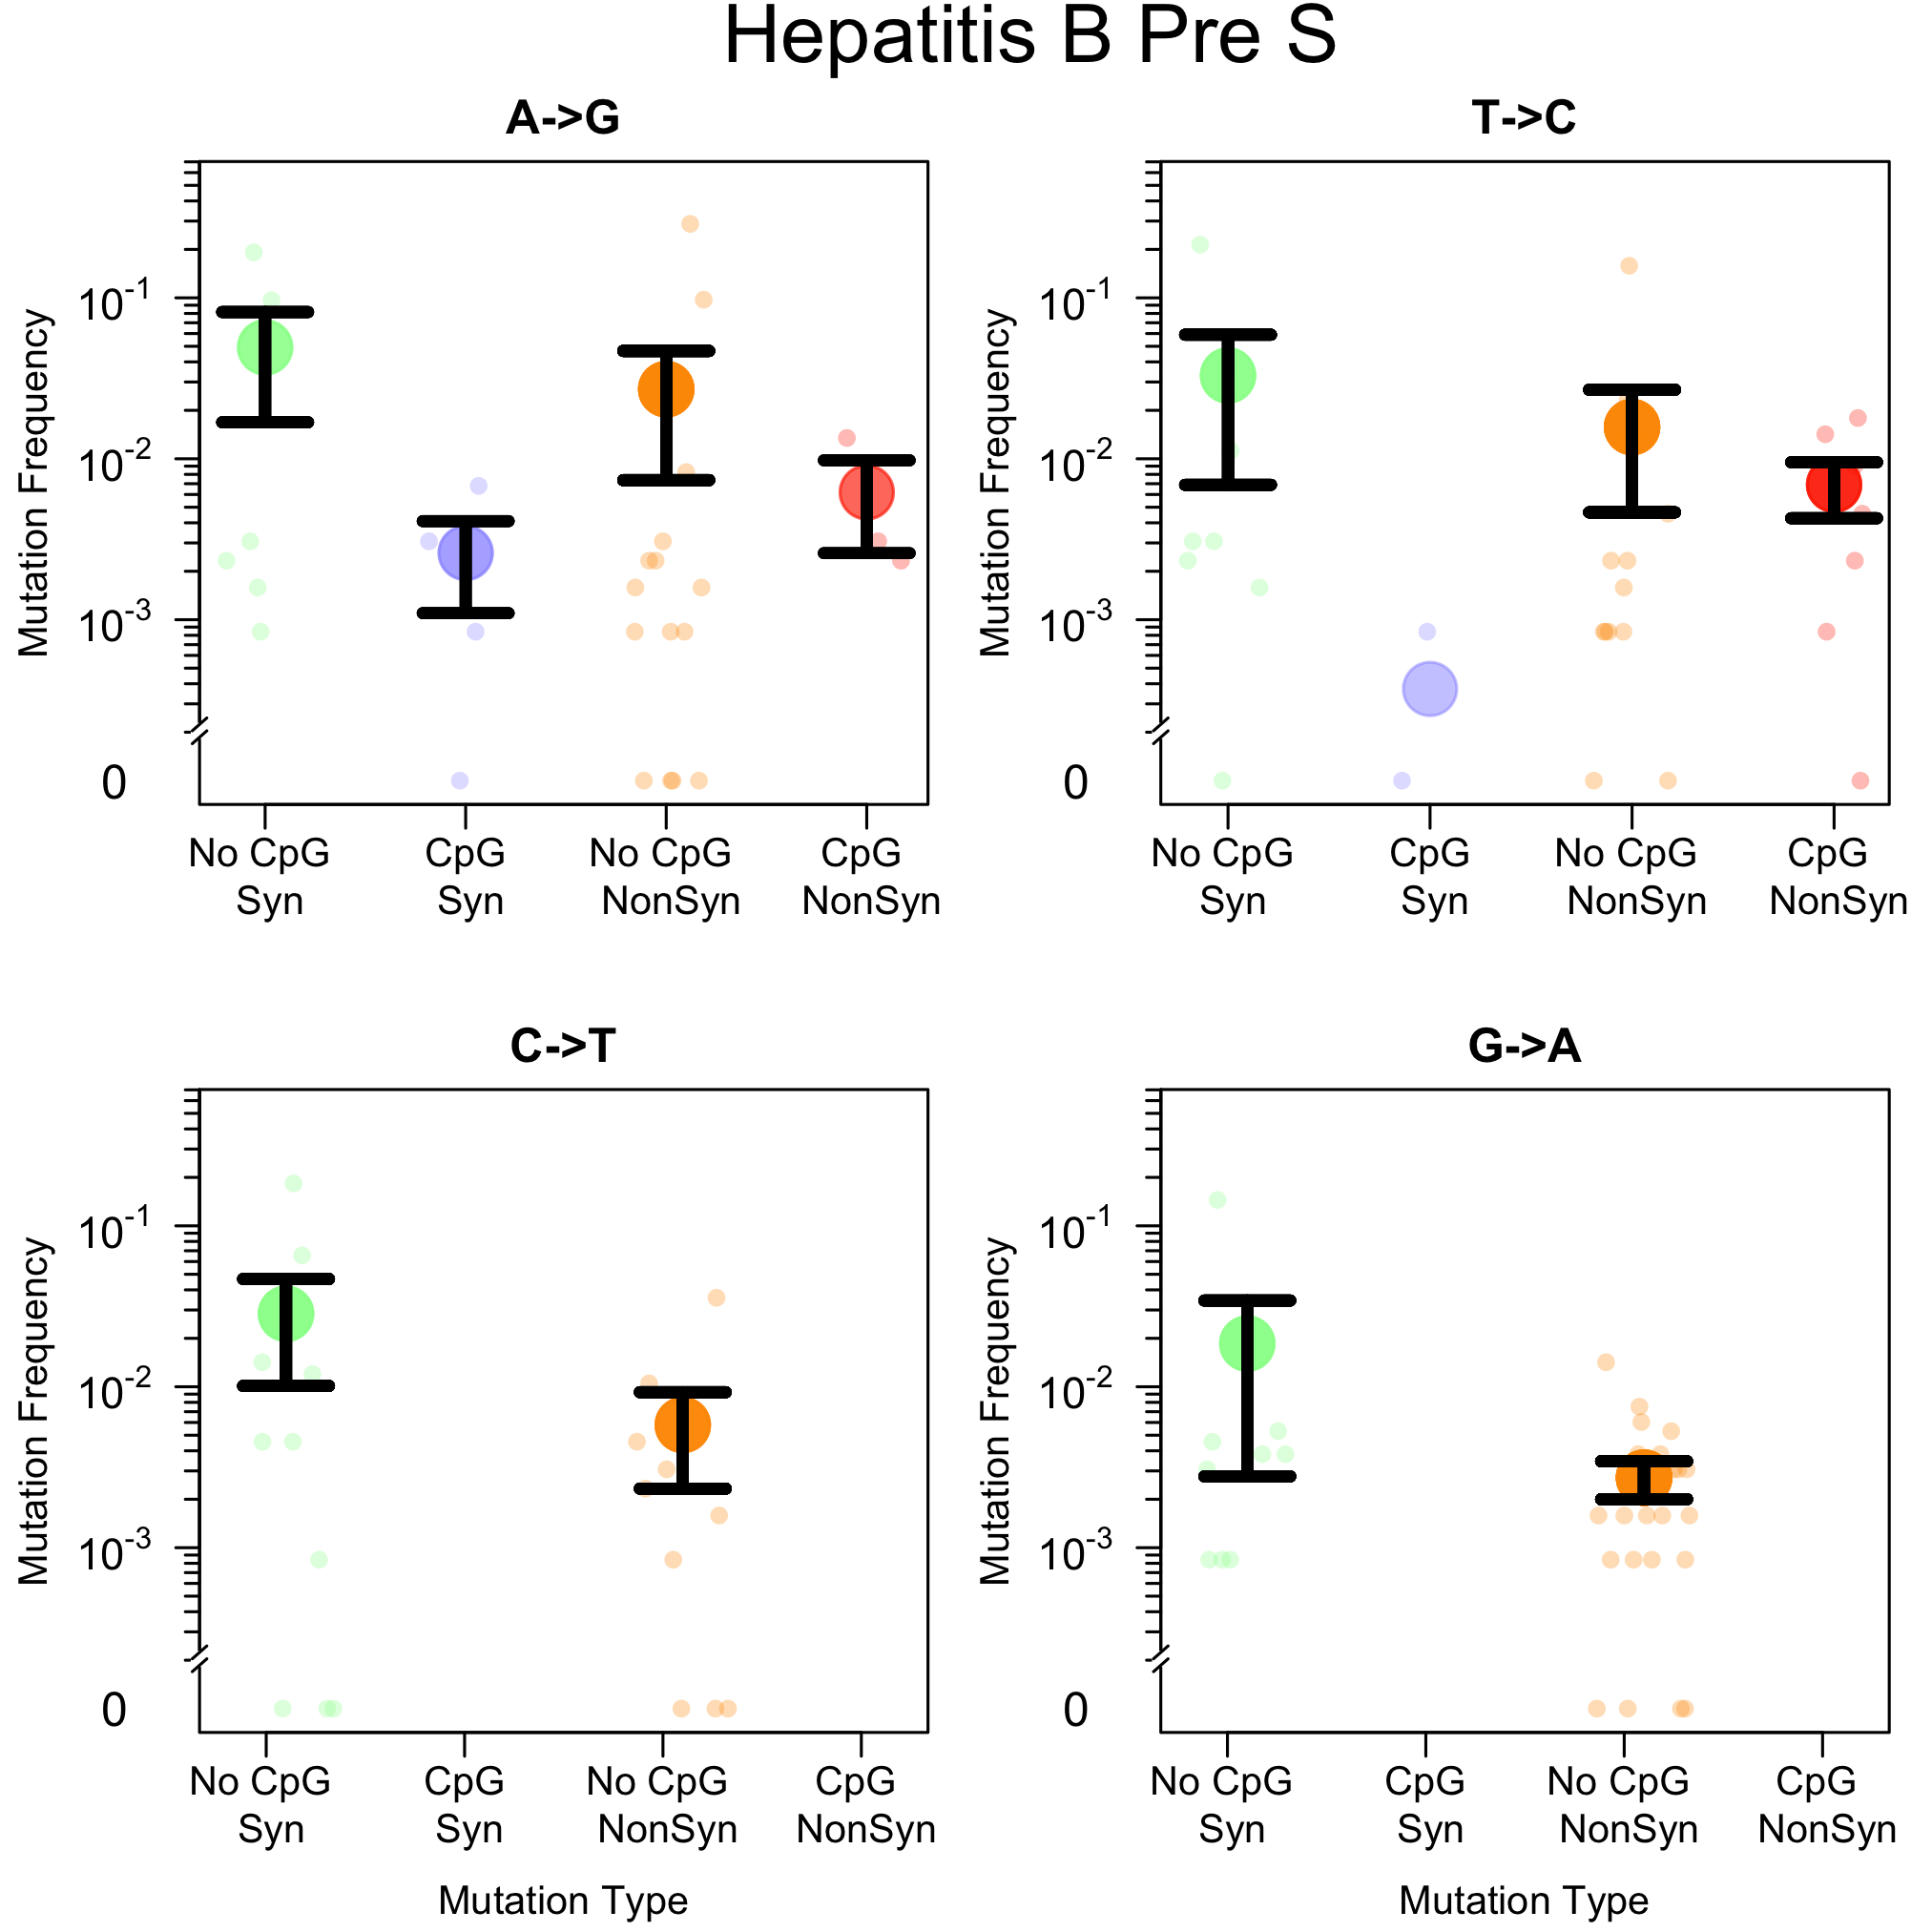 Hepatitis B Pre S
A->G
T->C
Mutation Frequency
10-1
10-2
10-3
0
No CpG Syn
CpG Syn
No CpG NonSyn
CpG NonSyn
Mutation Frequency
10-1
10-2
10-3
0
No CpG Syn
CpG Syn
No CpG NonSyn
CpG NonSyn
C->T
G->A
Mutation Frequency
10-1
10-2
10-3
0
No CpG Syn
CpG Syn
No CpG NonSyn
CpG NonSyn
Mutation Type
Mutation Frequency
10-1
10-2
10-3
0
No CpG Syn
CpG Syn
No CpG NonSyn
CpG NonSyn
Mutation Type